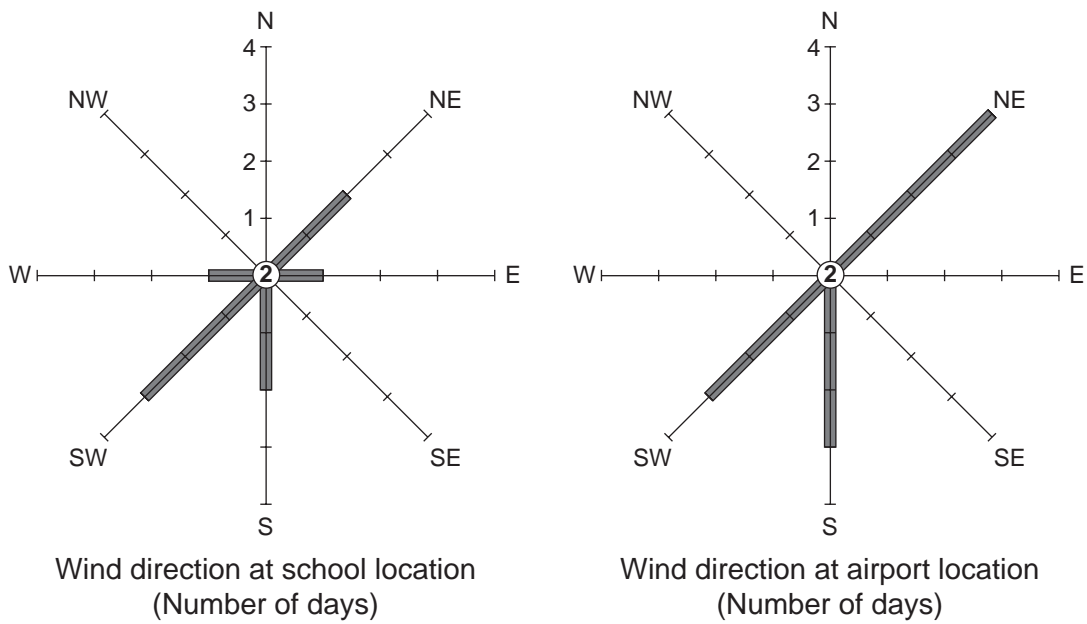 N
4
NW
NE
3
2
1
W
2
E
SW
SE
S
Wind direction at school location
(Number of days)
N
4
NW
NE
3
2
1
W
2
E
SW
SE
S
Wind direction at airport location
(Number of days)